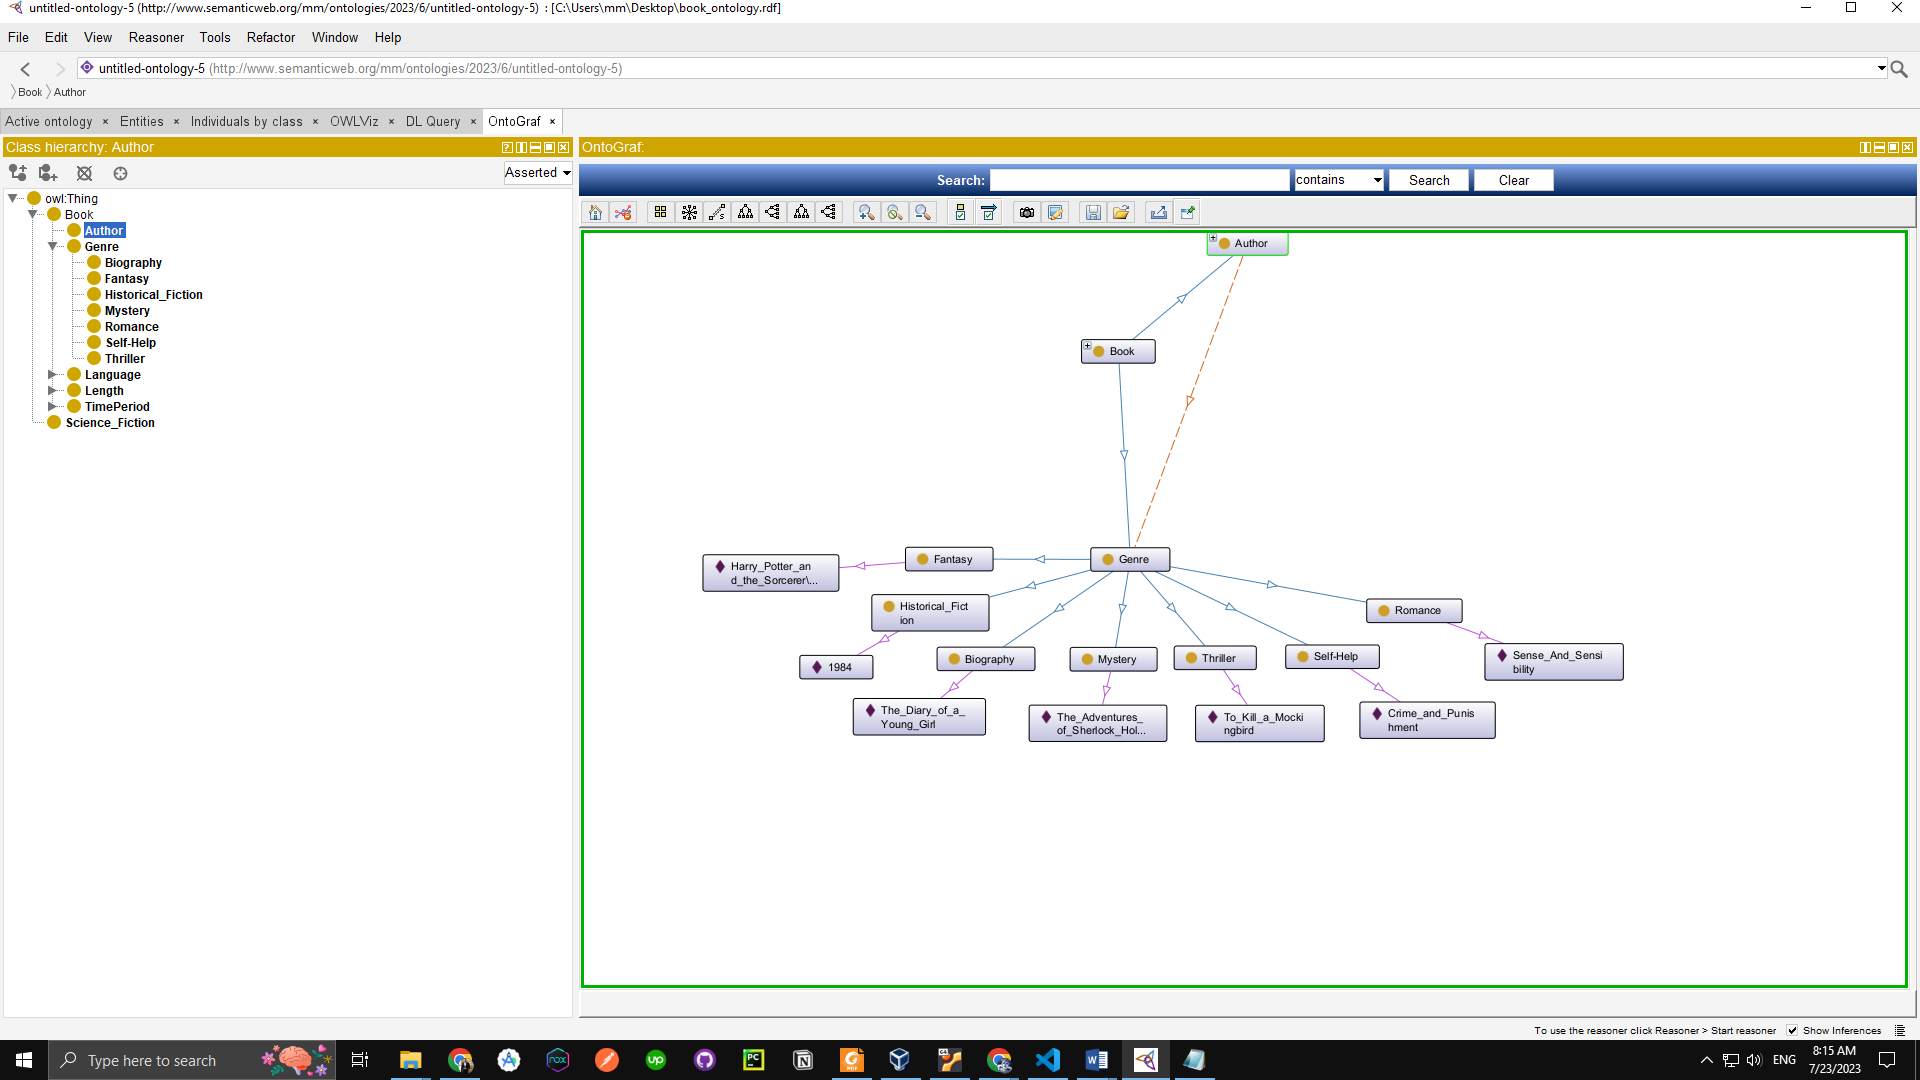 untitled-ontology-5 (http://www.semanticweb.org/mm/ontologies/2023/6/untitled-ontology-5) : [C:\Users\mm\Desktop\book_ontology.rdf]
File Edit View Reasoner Tools Refactor Window Help
untitled-ontology-5 (http://www.semanticweb.org/mm/ontologies/2023/6/untitled-ontology-5)
Book Author
Active ontology × Entities × Individuals by class × OWLViz × DL Query × OntoGraf ×
Class hierarchy: Author
Asserted
owl:Thing
Book
Author
Genre
Biography
Fantasy
Historical_Fiction
Mystery
Romance
Self-Help
Thriller
Language
Length
TimePeriod
Science_Fiction
OntoGraf:
Search: contains Search Clear
Author
Book
Genre
Fantasy
Harry_Potter_an
d_the_Sorcerer\...
Historical_Fict
ion
1984
Biography
The_Diary_of_a_
Young_Girl
Mystery
The_Adventures_
of_Sherlock_Hol...
Thriller
To_Kill_a_Mocki
ngbird
Self-Help
Crime_and_Punis
hment
Romance
Sense_And_Sensi
bility
To use the reasoner click Reasoner > Start reasoner Show Inferences
Type here to search
ENG
8:15 AM
7/23/2023